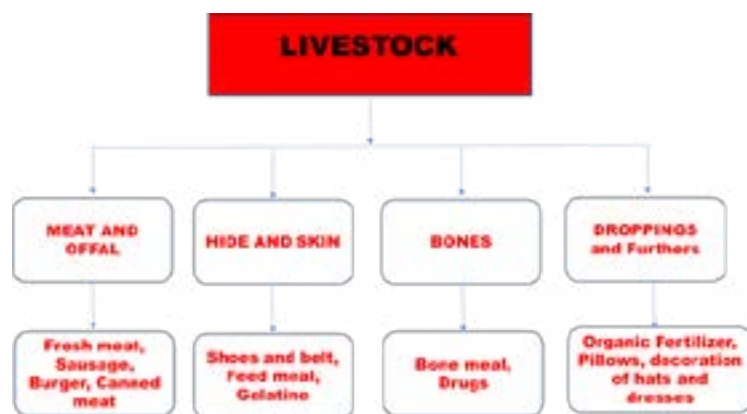 LIVESTOCK
MEAT AND
OFFAL
HIDE AND SKIN
BONES
DROPPINGS
and Furthers
Fresh meal,
Sausage,
Burger, Canned
meat
Shoes and belt,
Feed meal,
Gelatine
Bone meal,
Drugs
Organic Fertilizer,
Pillows, decoration
of hats and
dresses